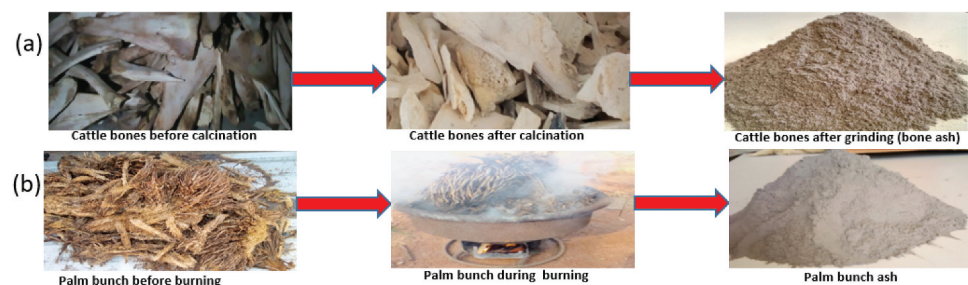 (a)
Cattle bones before calcination
Cattle bones after calcination
Cattle bones after grinding (bone ash)
(b)
Palm bunch before burning
Palm bunch during burning
Palm bunch ash